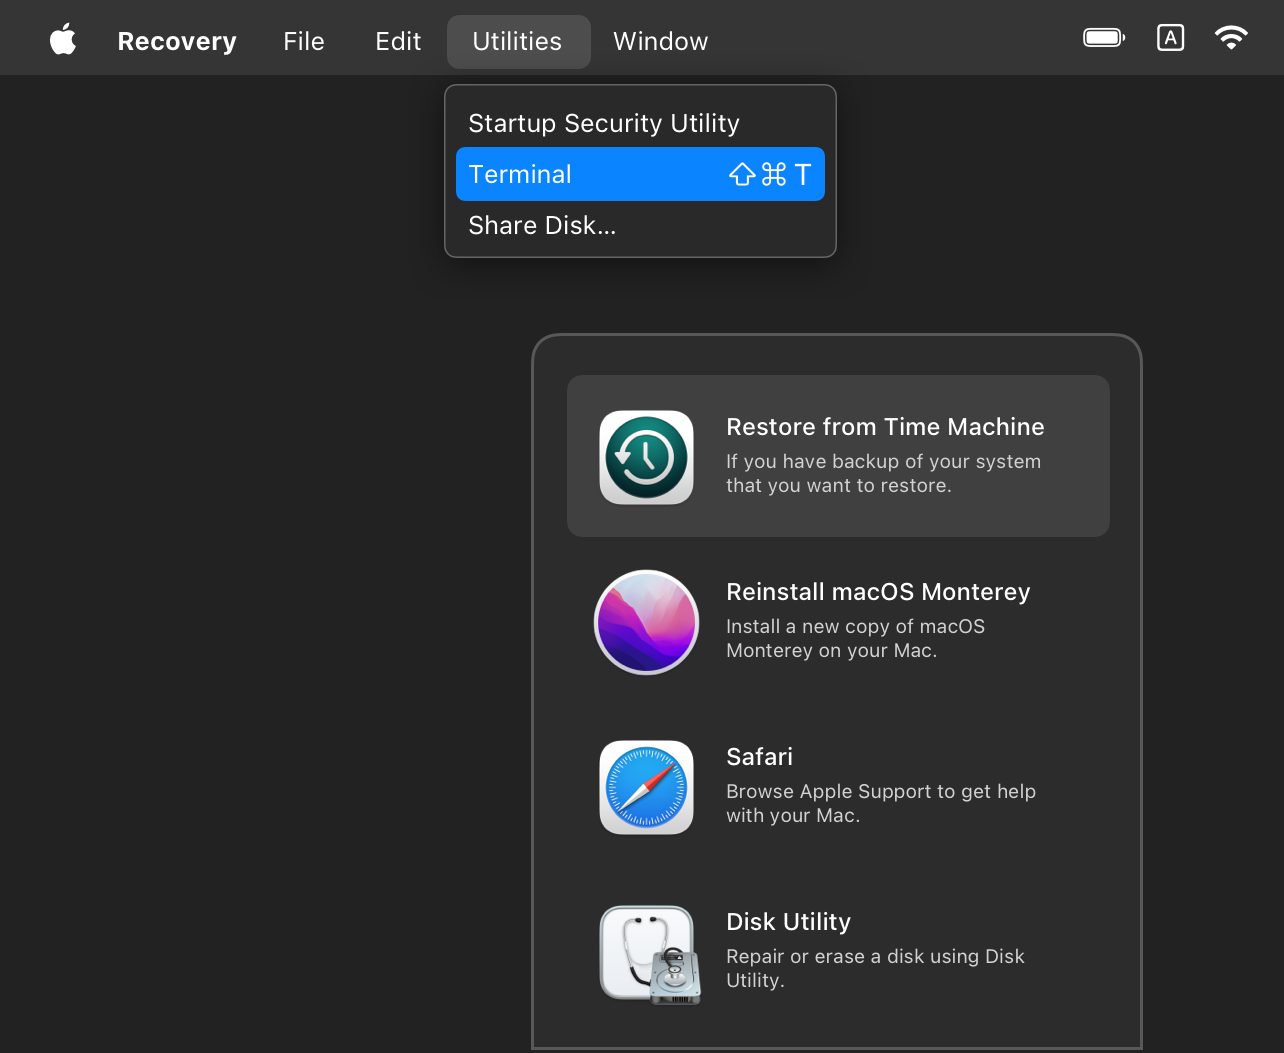 Recovery File Edit Utilities Window A
Startup Security Utility
Terminal ⇧⌘ T
Share Disk...
Restore from Time Machine
If you have backup of your system
that you want to restore.
Reinstall macOS Monterey
Install a new copy of macOS
Monterey on your Mac.
Safari
Browse Apple Support to get help
with your Mac.
Disk Utility
Repair or erase a disk using Disk
Utility.